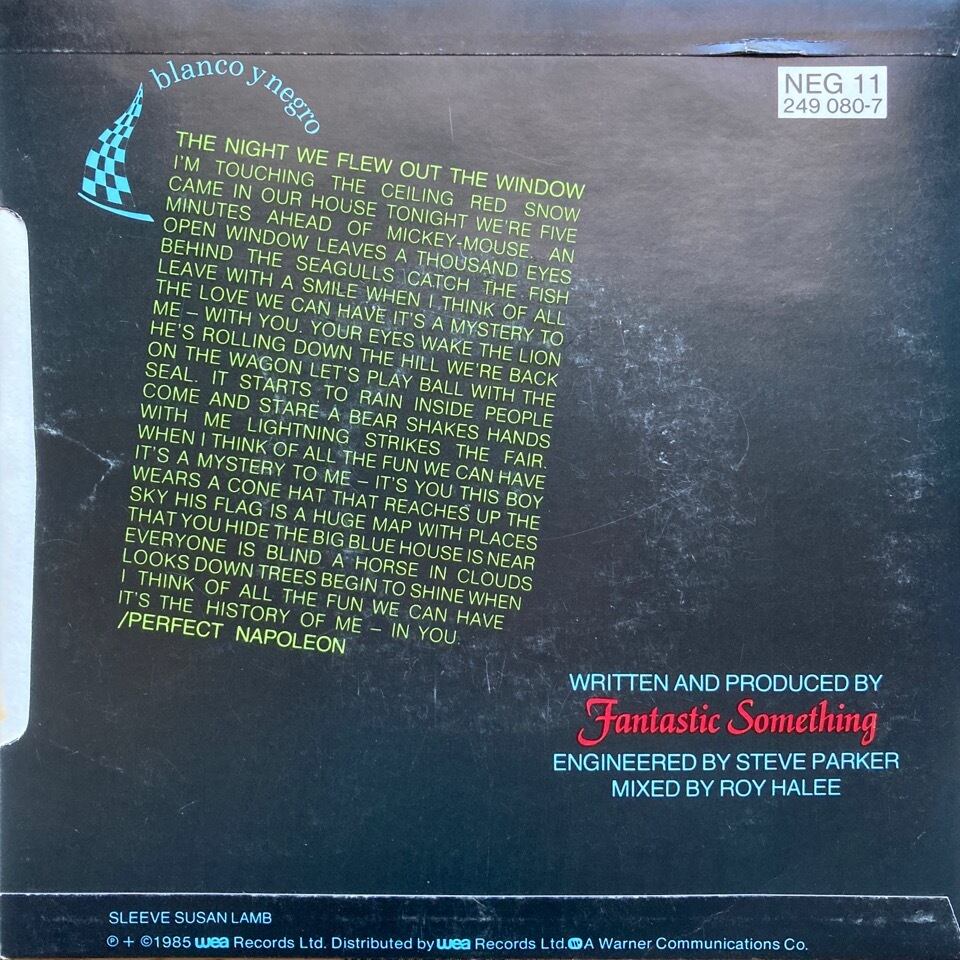 blanco y negro
NEG 11
249 080-7
THE NIGHT WE FLEW OUT THE WINDOW
I'M TOUCHING THE CEILING RED SNOW
CAME IN OUR HOUSE TONIGHT WE'RE FIVE
MINUTES AHEAD OF MICKEY-MOUSE. AN
OPEN WINDOW LEAVES A THOUSAND EYES
BEHIND THE SEAGULLS CATCH THE FISH
LEAVE WITH A SMILE WHEN I THINK OF ALL
THE LOVE WE CAN HAVE IT'S A MYSTERY TO
ME – WITH YOU. YOUR EYES WAKE THE LION
HE'S ROLLING DOWN THE HILL WE'RE BACK
ON THE WAGON LET'S PLAY BALL WITH THE
SEAL. IT STARTS TO RAIN INSIDE PEOPLE
COME AND STARE A BEAR SHAKES HANDS
WITH ME LIGHTNING STRIKES THE FAIR.
WHEN I THINK OF ALL THE FUN WE CAN HAVE
IT'S A MYSTERY TO ME – IT'S YOU THIS BOY
WEARS A CONE HAT THAT REACHES UP THE
SKY HIS FLAG IS A HUGE MAP WITH PLACES
THAT YOU HIDE THE BIG BLUE HOUSE IS NEAR
EVERYONE IS BLIND A HORSE IN CLOUDS
LOOKS DOWN TREES BEGIN TO SHINE WHEN
I THINK OF ALL THE FUN WE CAN HAVE
IT'S THE HISTORY OF ME – IN YOU.
/PERFECT NAPOLEON
WRITTEN AND PRODUCED BY
Fantastic Something
ENGINEERED BY STEVE PARKER
MIXED BY ROY HALEE
SLEEVE SUSAN LAMB
℗ + ©1985 wea Records Ltd. Distributed by wea Records Ltd. W A Warner Communications Co.